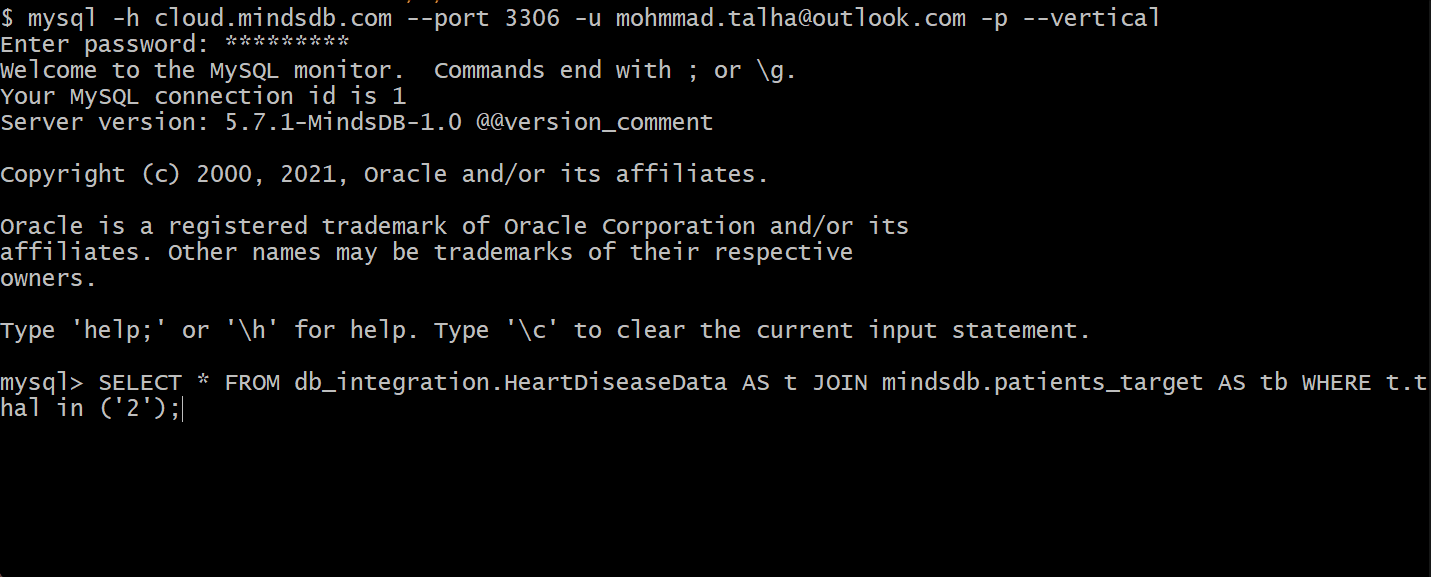 $ mysql -h cloud.mindsdb.com --port 3306 -u mohmmad.talha@outlook.com -p --vertical
Enter password: *********
Welcome to the MySQL monitor.  Commands end with ; or \g.
Your MySQL connection id is 1
Server version: 5.7.1-MindsDB-1.0 @@version_comment
Copyright (c) 2000, 2021, Oracle and/or its affiliates.
Oracle is a registered trademark of Oracle Corporation and/or its
affiliates. Other names may be trademarks of their respective
owners.
Type 'help;' or '\h' for help. Type '\c' to clear the current input statement.
mysql> SELECT * FROM db_integration.HeartDiseaseData AS t JOIN mindsdb.patients_target AS tb WHERE t.t
hal in ('2');